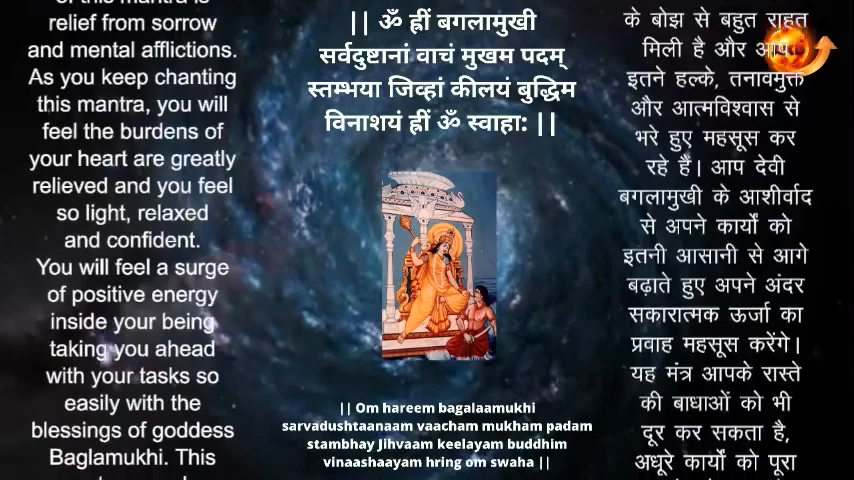 of this mantra is
relief from sorrow
and mental afflictions.
As you keep chanting
this mantra, you will
feel the burdens of
your heart are greatly
relieved and you feel
so light, relaxed
and confident.
You will feel a surge
of positive energy
inside your being
taking you ahead
with your tasks so
easily with the
blessings of goddess
Baglamukhi. This
|| ॐ ह्रीं बगलामुखी
सर्वदुष्टानां वाचं मुखम पदम्
स्तम्भया जिव्हां कीलयं बुद्धिम
विनाशयं ह्रीं ॐ स्वाहा: ||
|| Om hareem bagalaamukhi
sarvadushtaanaam vaacham mukham padam
stambhay Jihvaam keelayam buddhim
vinaashaayam hring om swaha ||
के बोझ से बहुत राहत
मिली है और आप
इतने हल्के, तनावमुक्त
और आत्मविश्वास से
भरे हुए महसूस कर
रहे हैं। आप देवी
बगलामुखी के आशीर्वाद
से अपने कार्यों को
इतनी आसानी से आगे
बढ़ाते हुए अपने अंदर
सकारात्मक ऊर्जा का
प्रवाह महसूस करेंगे।
यह मंत्र आपके रास्ते
की बाधाओं को भी
दूर कर सकता है,
अधूरे कार्यों को पूरा